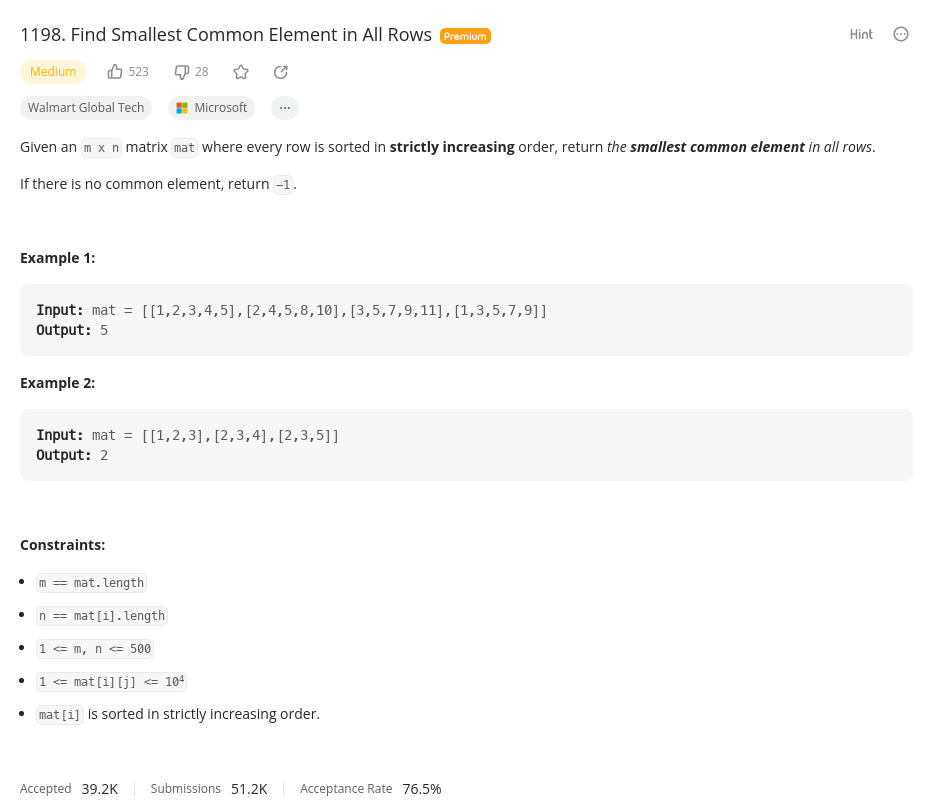 1198. Find Smallest Common Element in All Rows Premium Hint
Medium 523 28
Walmart Global Tech Microsoft ...
Given an m x n matrix mat where every row is sorted in strictly increasing order, return the smallest common element in all rows.
If there is no common element, return -1.
Example 1:
Input: mat = [[1,2,3,4,5],[2,4,5,8,10],[3,5,7,9,11],[1,3,5,7,9]]
Output: 5
Example 2:
Input: mat = [[1,2,3],[2,3,4],[2,3,5]]
Output: 2
Constraints:
• m == mat.length
• n == mat[i].length
• 1 <= m, n <= 500
• 1 <= mat[i][j] <= 10⁴
• mat[i] is sorted in strictly increasing order.
Accepted 39.2K Submissions 51.2K Acceptance Rate 76.5%